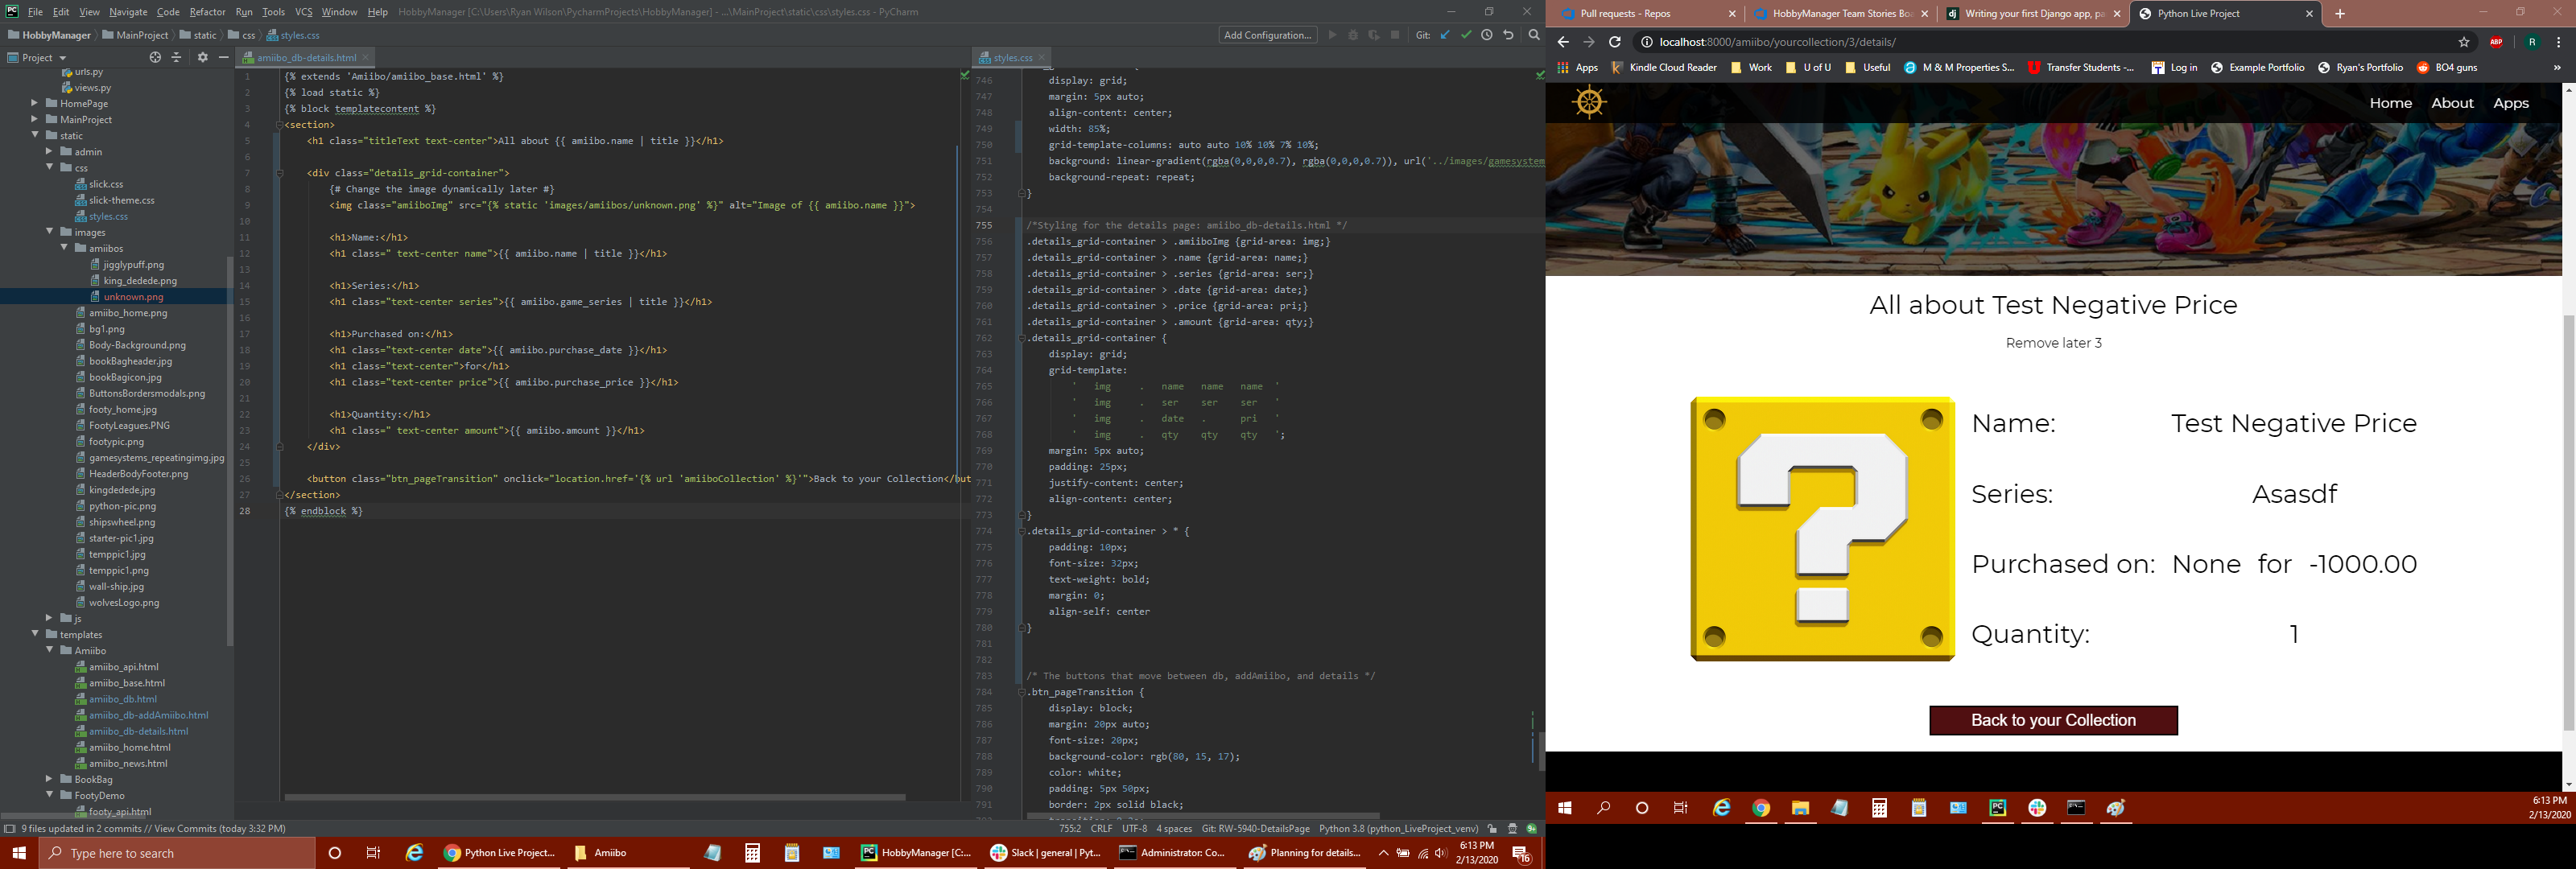 File Edit View Navigate Code Refactor Run Tools VCS Window Help HobbyManager [C:\Users\Ryan Wilson\PycharmProjects\HobbyManager] - ...\MainProject\static\css\styles.css - PyCharm
HobbyManager MainProject static css styles.css Add Configuration... Git:
Project
urls.py
views.py
HomePage
MainProject
static
admin
css
slick.css
slick-theme.css
styles.css
images
amiibos
jigglypuff.png
king_dedede.png
unknown.png
amiibo_home.png
bg1.png
Body-Background.png
bookBagheader.jpg
bookBagicon.jpg
ButtonsBordersmodals.png
footy_home.jpg
FootyLeagues.PNG
footypic.png
gamesystems_repeatingimg.jpg
HeaderBodyFooter.png
kingdedede.jpg
python-pic.png
shipswheel.png
starter-pic1.jpg
temppic1.jpg
temppic1.png
wall-ship.jpg
wolvesLogo.png
js
templates
Amiibo
amiibo_api.html
amiibo_base.html
amiibo_db.html
amiibo_db-addAmiibo.html
amiibo_db-details.html
amiibo_home.html
amiibo_news.html
BookBag
FootyDemo
footy_api.html
amiibo_db-details.html
1 {% extends 'Amiibo/amiibo_base.html' %}
2 {% load static %}
3 {% block templatecontent %}
4 <section>
5 <h1 class="titleText text-center">All about {{ amiibo.name | title }}</h1>
6
7 <div class="details_grid-container">
8 {# Change the image dynamically later #}
9 <img class="amiiboImg" src="{% static 'images/amiibos/unknown.png' %}" alt="Image of {{ amiibo.name }}">
10
11 <h1>Name:</h1>
12 <h1 class=" text-center name">{{ amiibo.name | title }}</h1>
13
14 <h1>Series:</h1>
15 <h1 class="text-center series">{{ amiibo.game_series | title }}</h1>
16
17 <h1>Purchased on:</h1>
18 <h1 class="text-center date">{{ amiibo.purchase_date }}</h1>
19 <h1 class="text-center">for</h1>
20 <h1 class="text-center price">{{ amiibo.purchase_price }}</h1>
21
22 <h1>Quantity:</h1>
23 <h1 class=" text-center amount">{{ amiibo.amount }}</h1>
24 </div>
25
26 <button class="btn_pageTransition" onclick="location.href='{% url 'amiiboCollection' %}'">Back to your Collection</but
27 </section>
28 {% endblock %}
styles.css
746 display: grid;
747 margin: 5px auto;
748 align-content: center;
749 width: 85%;
750 grid-template-columns: auto auto 10% 10% 7% 10%;
751 background: linear-gradient(rgba(0,0,0,0.7), rgba(0,0,0,0.7)), url('../images/gamesystem
752 background-repeat: repeat;
753 }
754
755 /*Styling for the details page: amiibo_db-details.html */
756 .details_grid-container > .amiiboImg {grid-area: img;}
757 .details_grid-container > .name {grid-area: name;}
758 .details_grid-container > .series {grid-area: ser;}
759 .details_grid-container > .date {grid-area: date;}
760 .details_grid-container > .price {grid-area: pri;}
761 .details_grid-container > .amount {grid-area: qty;}
762 .details_grid-container {
763 display: grid;
764 grid-template:
765 ' img . name name name '
766 ' img . ser ser ser '
767 ' img . date . pri '
768 ' img . qty qty qty ';
769 margin: 5px auto;
770 padding: 25px;
771 justify-content: center;
772 align-content: center;
773 }
774 .details_grid-container > * {
775 padding: 10px;
776 font-size: 32px;
777 text-weight: bold;
778 margin: 0;
779 align-self: center
780 }
781
782
783 /* The buttons that move between db, addAmiibo, and details */
784 .btn_pageTransition {
785 display: block;
786 margin: 20px auto;
787 font-size: 20px;
788 background-color: rgb(80, 15, 17);
789 color: white;
790 padding: 5px 50px;
791 border: 2px solid black;
9 files updated in 2 commits // View Commits (today 3:32 PM) 755:2 CRLF UTF-8 4 spaces Git: RW-5940-DetailsPage Python 3.8 (python_LiveProject_venv)
Type here to search Python Live Project... Amiibo HobbyManager [C:... Slack | general | Pyt... Administrator: Co... Planning for details... 6:13 PM
2/13/2020 16
Pull requests - Repos HobbyManager Team Stories Boa Writing your first Django app, pa Python Live Project
localhost:8000/amiibo/yourcollection/3/details/ ABP R
Apps Kindle Cloud Reader Work U of U Useful M & M Properties S... Transfer Students -... Log in Example Portfolio Ryan's Portfolio BO4 guns »
Home About Apps
All about Test Negative Price
Remove later 3
Name: Test Negative Price
Series: Asasdf
Purchased on: None for -1000.00
Quantity: 1
Back to your Collection
6:13 PM
2/13/2020